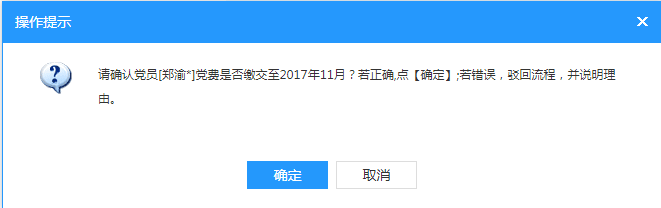 操作提示
请确认党员[郑渝*]党费是否缴交至2017年11月？若正确,点【确定】;若错误，驳回流程，并说明理
由。
确定
取消